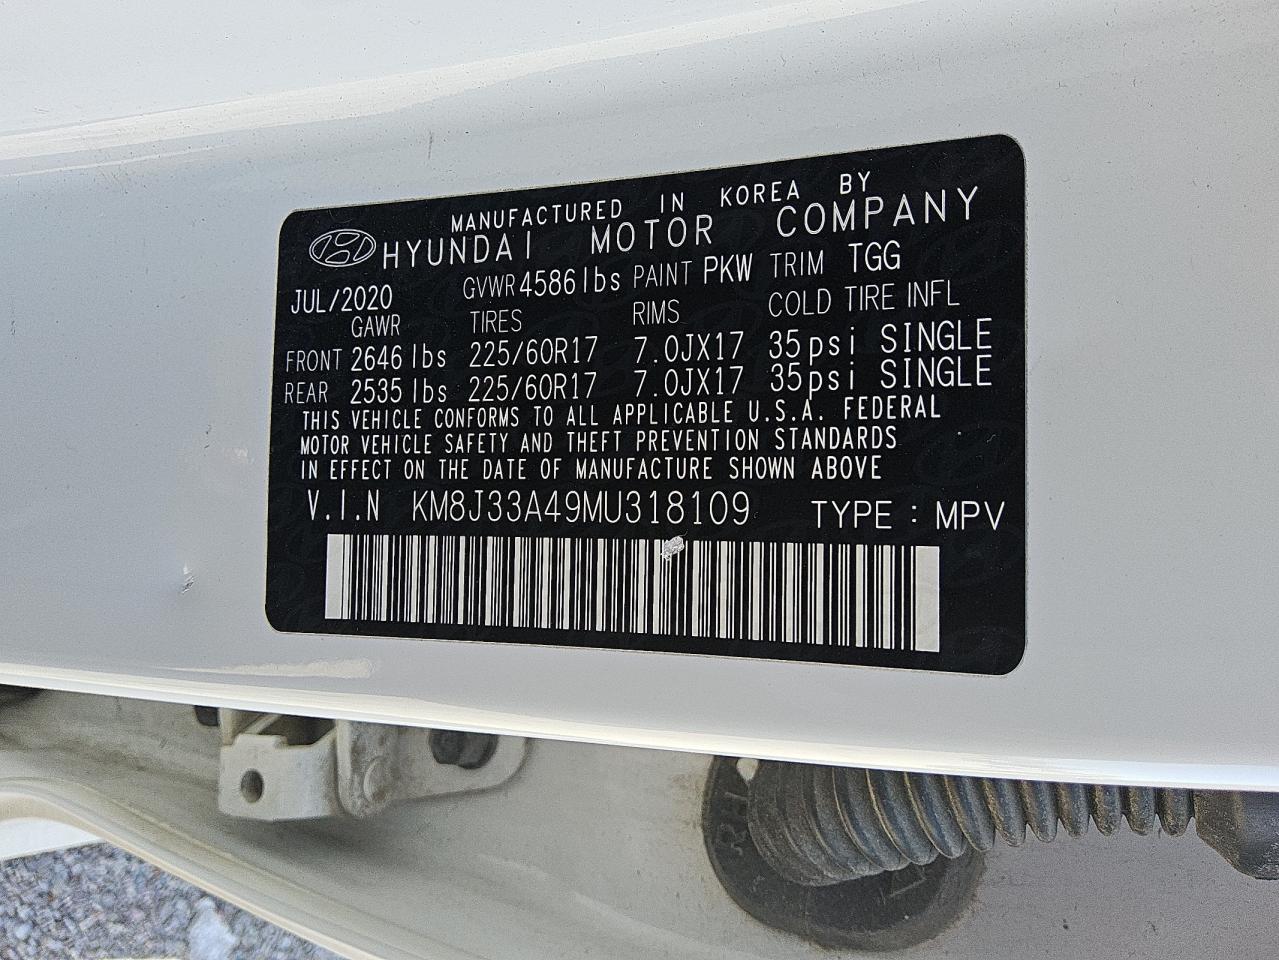 MANUFACTURED IN KOREA BY
HYUNDAI MOTOR COMPANY
JUL/2020 GVWR 4586 lbs PAINT PKW TRIM TGG
GAWR TIRES RIMS COLD TIRE INFL
FRONT 2646 lbs 225/60R17 7.0JX17 35psi SINGLE
REAR 2535 lbs 225/60R17 7.0JX17 35psi SINGLE
THIS VEHICLE CONFORMS TO ALL APPLICABLE U.S.A. FEDERAL
MOTOR VEHICLE SAFETY AND THEFT PREVENTION STANDARDS
IN EFFECT ON THE DATE OF MANUFACTURE SHOWN ABOVE
V.I.N KM8J33A49MU318109 TYPE : MPV
RH